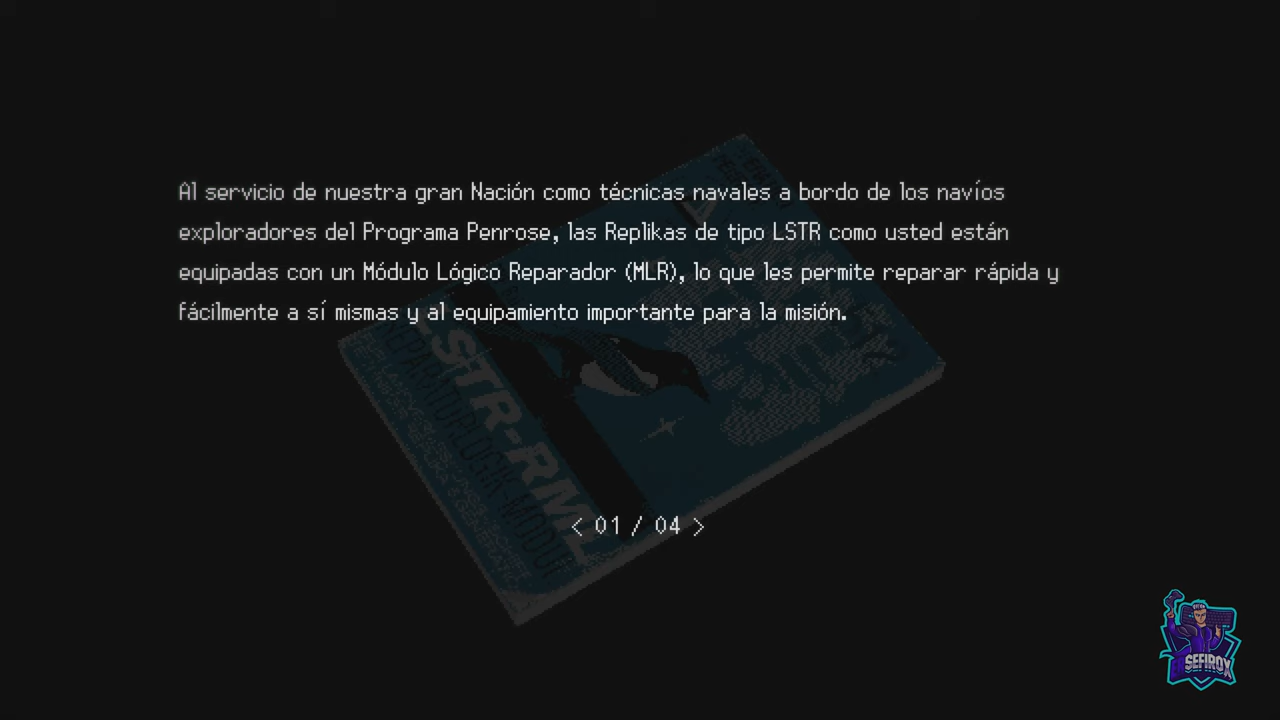 Al servicio de nuestra gran Nación como técnicas navales a bordo de los navíos
exploradores del Programa Penrose, las Replikas de tipo LSTR como usted están
equipadas con un Módulo Lógico Reparador (MLR), lo que les permite reparar rápida y
fácilmente a sí mismas y al equipamiento importante para la misión.
LSTR-RML
REPARATURLOGIK-MODUL
< 01 / 04 >
SEFIROX